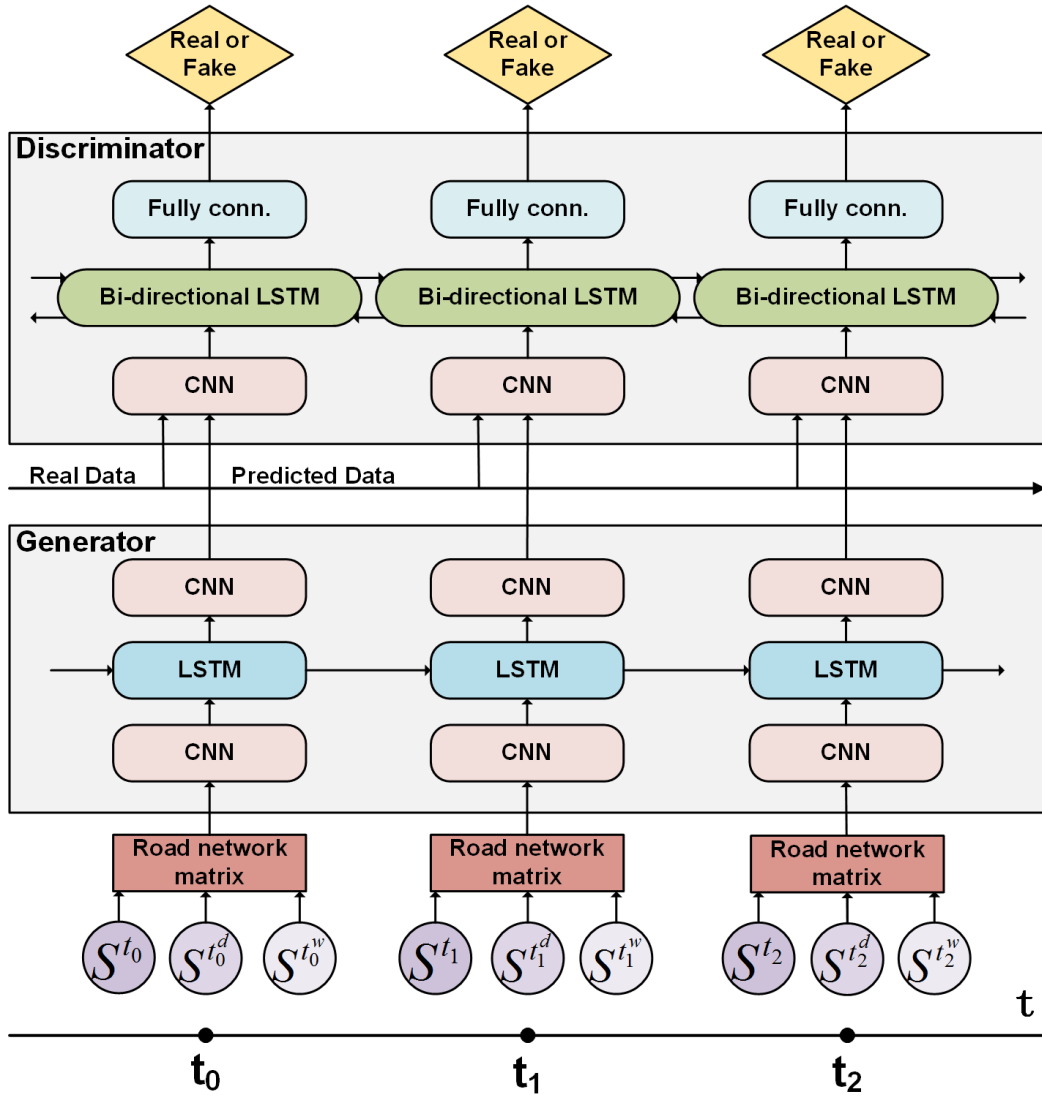 Real or Real or Real or
Fake Fake Fake
Discriminator
Fully conn. Fully conn. Fully conn.
Bi-directional LSTM Bi-directional LSTM Bi-directional LSTM
CNN CNN CNN
Real Data Predicted Data
Generator
CNN CNN CNN
LSTM LSTM LSTM
CNN CNN CNN
Road network Road network Road network
matrix matrix matrix
S^{t_0} S^{t_0^d} S^{t_0^w} S^{t_1} S^{t_1^d} S^{t_1^w} S^{t_2} S^{t_2^d} S^{t_2^w}
t
t_0 t_1 t_2